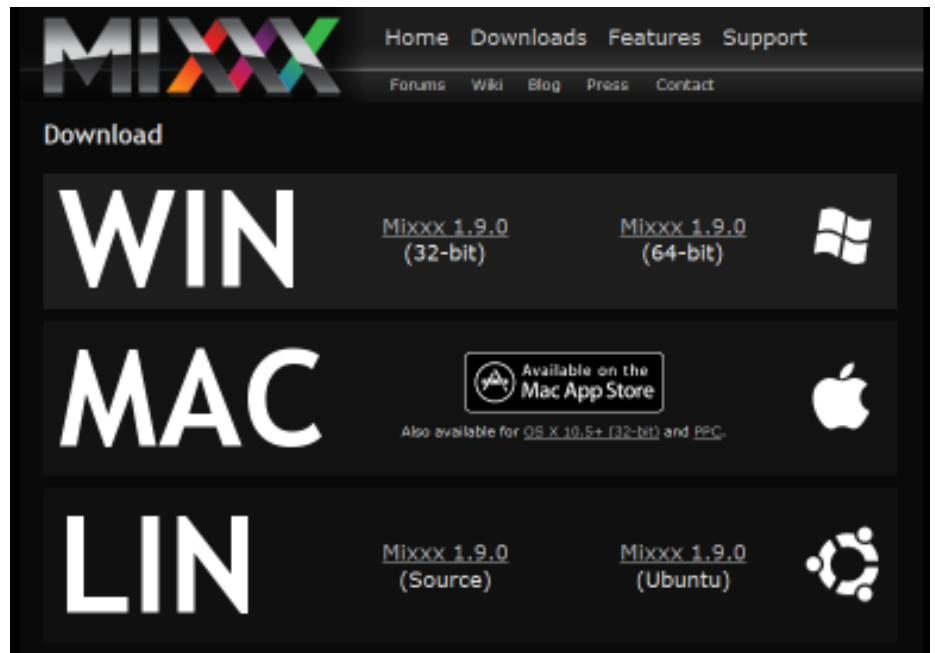 MIXXX
Home Downloads Features Support
Forums Wiki Blog Press Contact
Download
WIN
Mixxx 1.9.0 (32-bit)
Mixxx 1.9.0 (64-bit)
MAC
Available on the
Mac App Store
Also available for OS X 10.5+ (32-bit) and PPC.
LIN
Mixxx 1.9.0 (Source)
Mixxx 1.9.0 (Ubuntu)